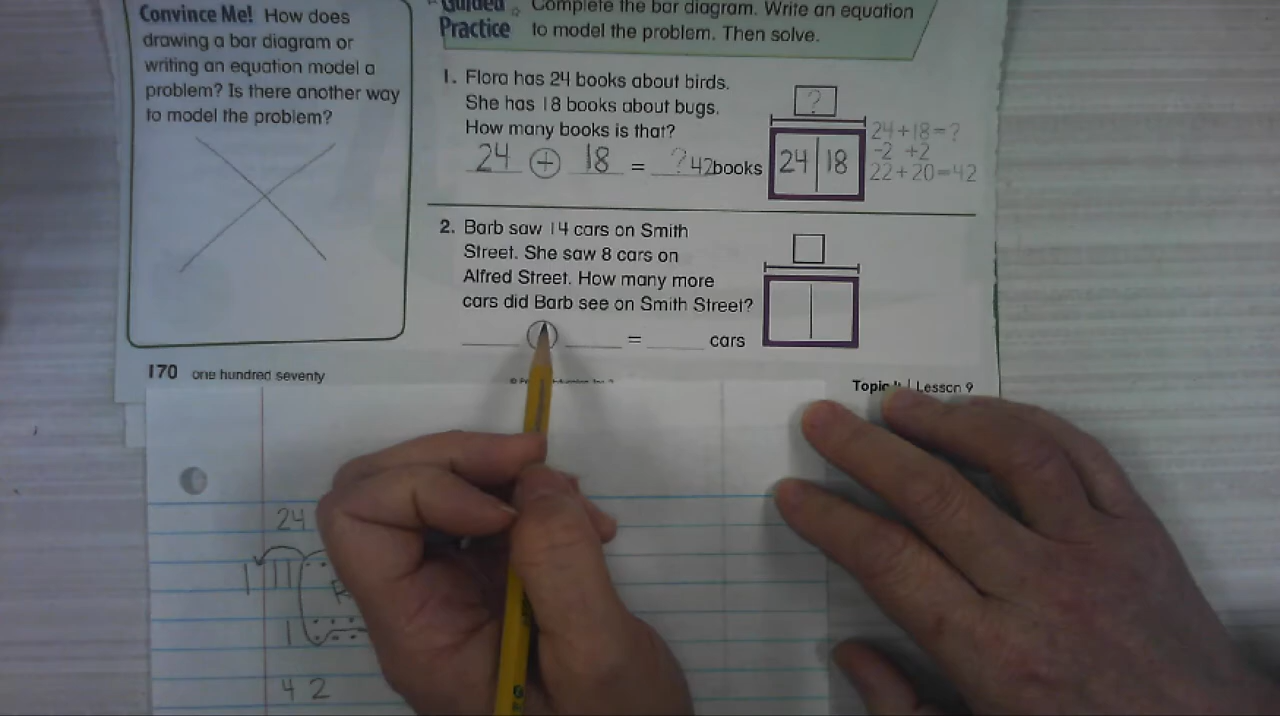 Convince Me! How does
drawing a bar diagram or
writing an equation model a
problem? Is there another way
to model the problem?
Guided
Practice
Complete the bar diagram. Write an equation
to model the problem. Then solve.
1. Flora has 24 books about birds.
She has 18 books about bugs.
How many books is that?
24 + 18 = ? 42 books
?
24 18
24+18=?
-2 +2
22+20=42
2. Barb saw 14 cars on Smith
Street. She saw 8 cars on
Alfred Street. How many more
cars did Barb see on Smith Street?
= cars
170 one hundred seventy
Topic | Lesson 9
24
1
1
4 2